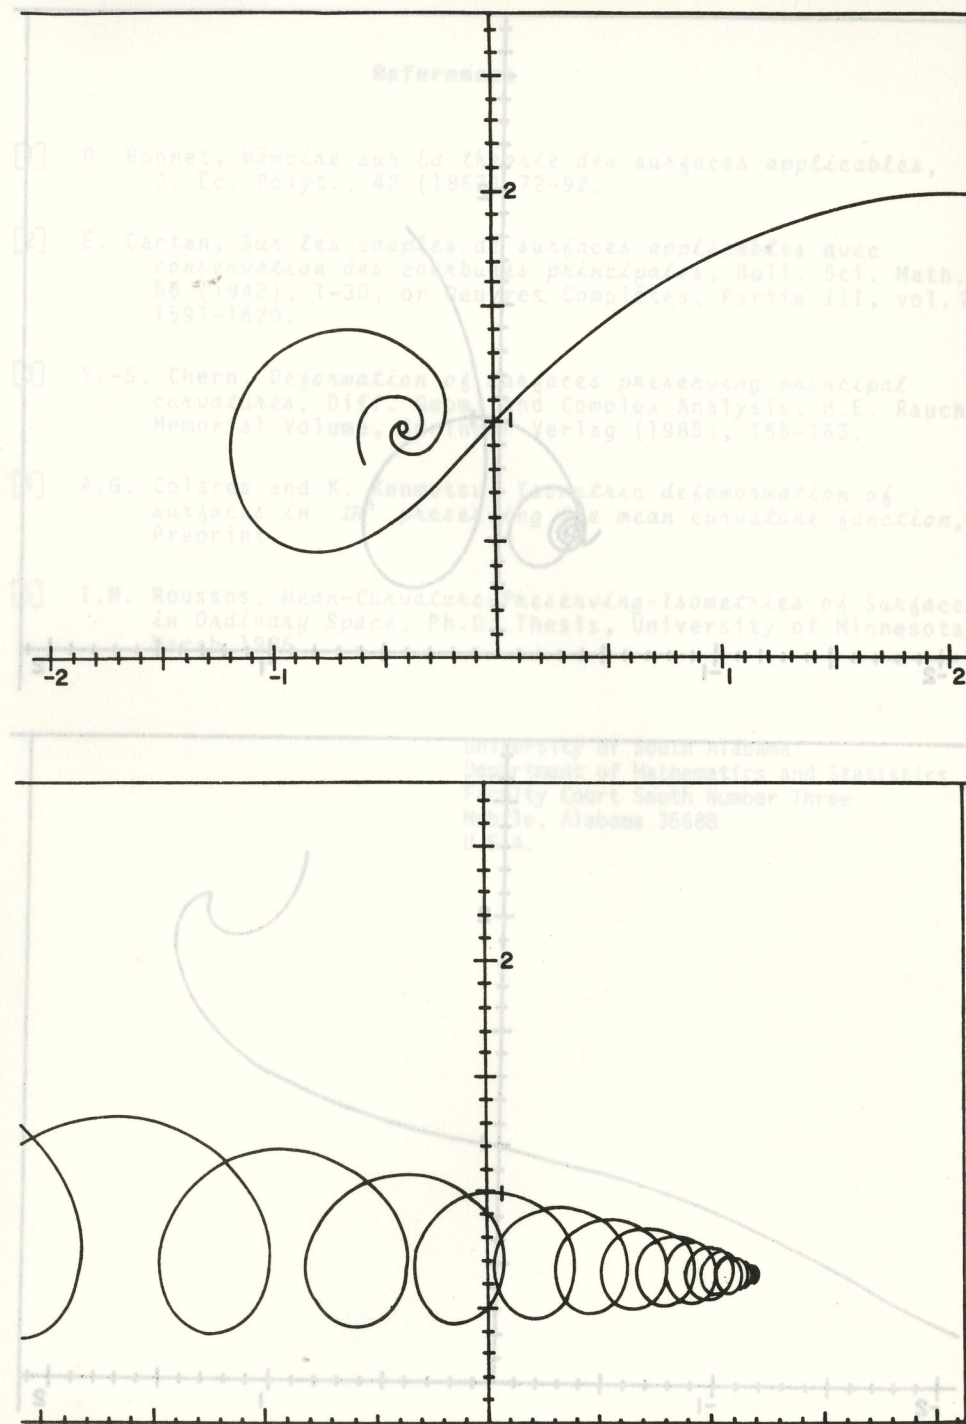 References
[1] O. Bonnet, Mémoire sur la théorie des surfaces applicables,
J. Ec. Polyt., 42 (1867) 72-92.
2
[2] E. Cartan, Sur les couples de surfaces applicables avec
conservation des courbures principales, Bull. Sci. Math.
66 (1942), 1-30, or Oeuvres Complètes, Partie III, vol. 2
1591-1620.
[3] S.-S. Chern, Deformation of surfaces preserving principal
curvatures, Diff. Geom. and Complex Analysis, H.E. Rauch
1
Memorial Volume, Springer Verlag (1985), 155-163.
[4] A.G. Colares and K. Kenmotsu, Isometric deformation of
surfaces in IR³ preserving the mean curvature function,
Preprint
[5] I.M. Roussos, Mean-Curvature-Preserving-Isometries of Surface
in Ordinary Space, Ph.D. Thesis, University of Minnesota
March 1986
-2 -1 1 2
University of South Alabama
Department of Mathematics and Statistics
Faculty Court South Number Three
Mobile, Alabama 36688
U.S.A.
2
1